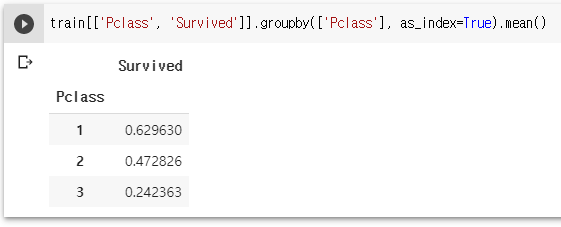 train[['Pclass', 'Survived']].groupby(['Pclass'], as_index=True).mean()
Survived
Pclass
1 0.629630
2 0.472826
3 0.242363